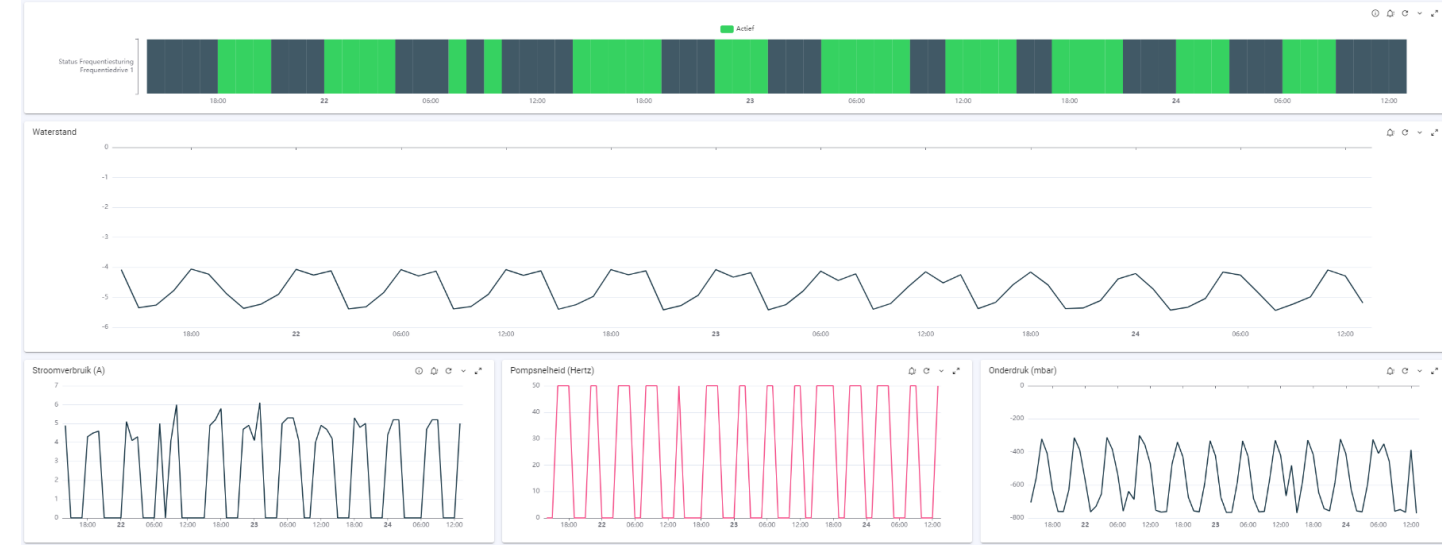 Actief
Status Frequentiesturing
Frequentiedrive 1
18:00 22 06:00 12:00 18:00 23 06:00 12:00 18:00 24 06:00 12:00
Waterstand
0
-1
-2
-3
-4
-5
-6
18:00 22 06:00 12:00 18:00 23 06:00 12:00 18:00 24 06:00 12:00
Stroomverbruik (A)
7
6
5
4
3
2
1
0
18:00 22 06:00 12:00 18:00 23 06:00 12:00 18:00 24 06:00 12:00
Pompsnelheid (Hertz)
50
40
30
20
10
0
18:00 22 06:00 12:00 18:00 23 06:00 12:00 18:00 24 06:00 12:00
Onderdruk (mbar)
0
-200
-400
-600
-800
18:00 22 06:00 12:00 18:00 23 06:00 12:00 18:00 24 06:00 12:00